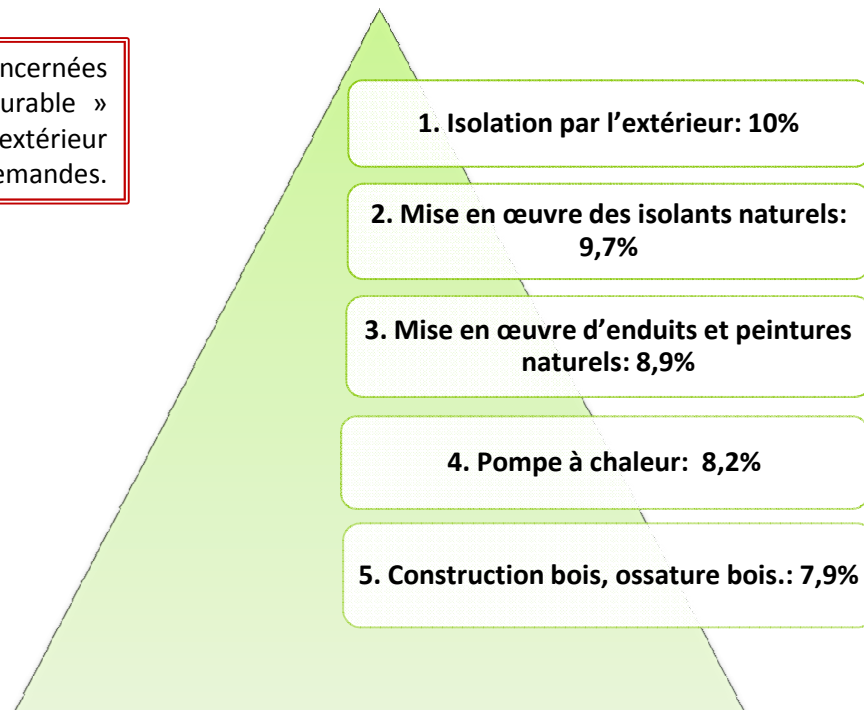 ncernées
urable »
extérieur
emandes.
1. Isolation par l’extérieur: 10%
2. Mise en œuvre des isolants naturels:
9,7%
3. Mise en œuvre d’enduits et peintures
naturels: 8,9%
4. Pompe à chaleur: 8,2%
5. Construction bois, ossature bois.: 7,9%